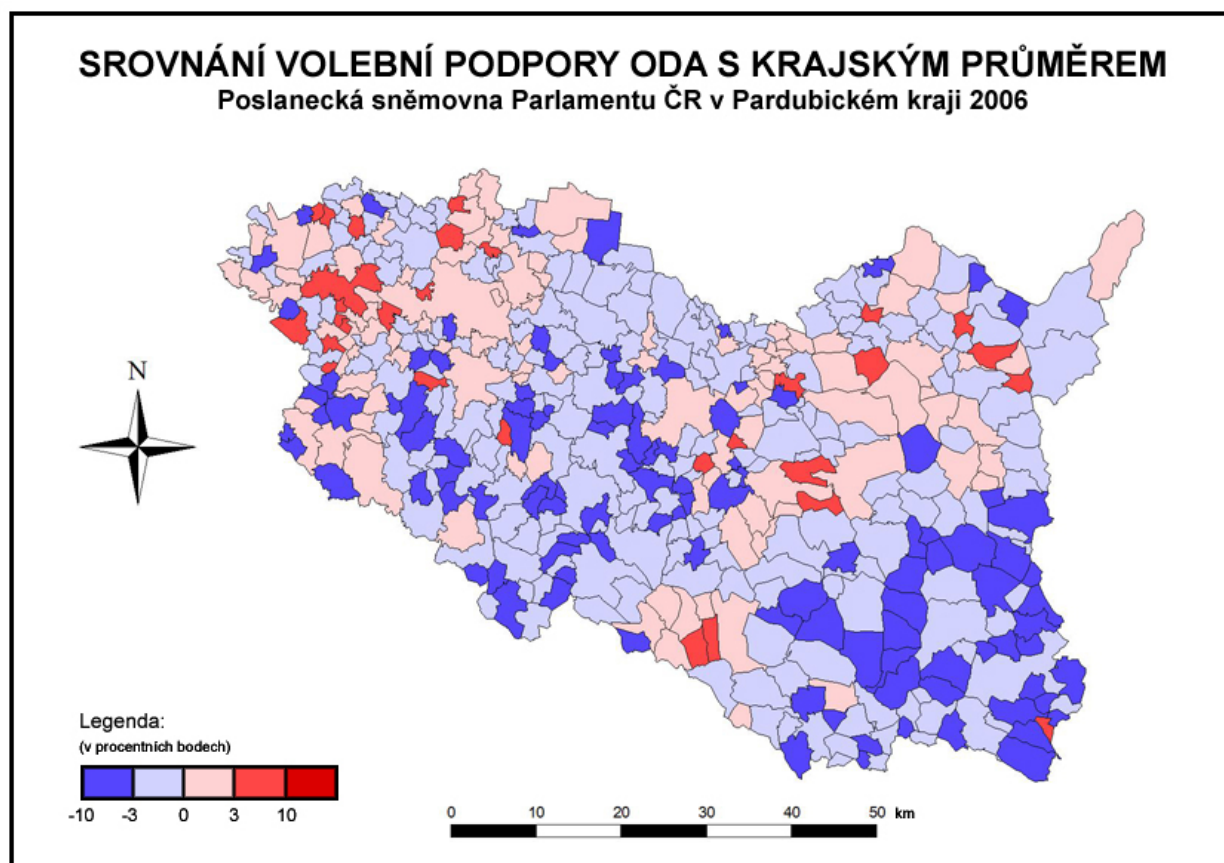 SROVNÁNÍ VOLEBNÍ PODPORY ODA S KRAJSKÝM PRŮMĚREM
Poslanecká sněmovna Parlamentu ČR v Pardubickém kraji 2006
N
Legenda:
(v procentních bodech)
-10 -3 0 3 10
0 10 20 30 40 50 km